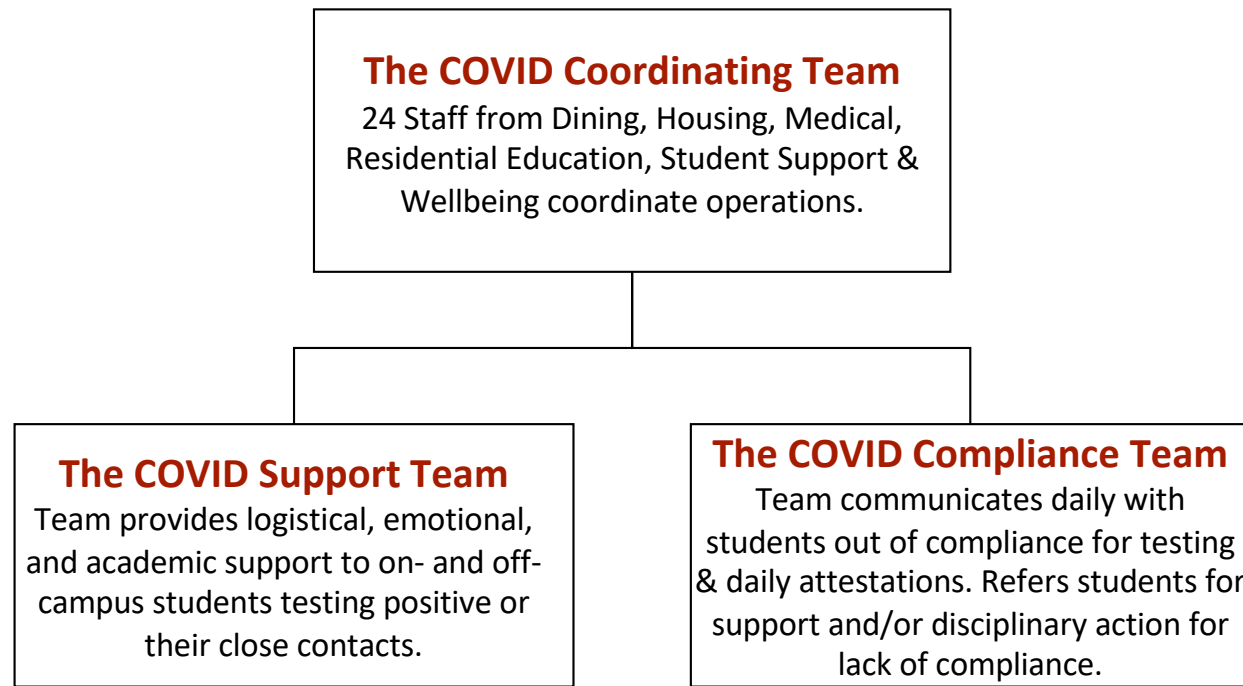 The COVID Coordinating Team
24 Staff from Dining, Housing, Medical,
Residential Education, Student Support &
Wellbeing coordinate operations.
The COVID Support Team
Team provides logistical, emotional,
and academic support to on- and off-
campus students testing positive or
their close contacts.
The COVID Compliance Team
Team communicates daily with
students out of compliance for testing
& daily attestations. Refers students for
support and/or disciplinary action for
lack of compliance.